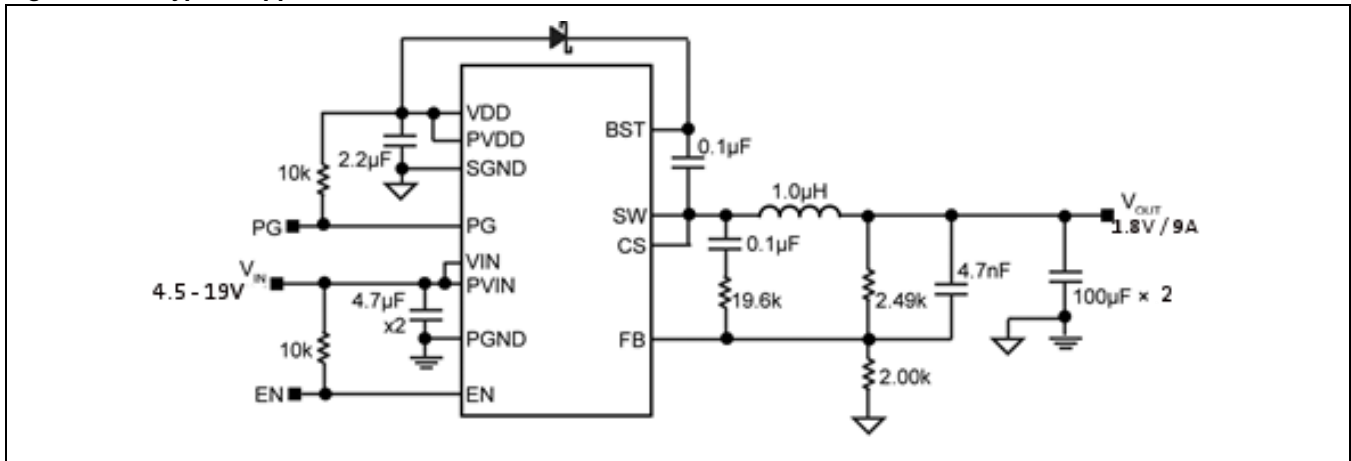 VDD
PVDD
2.2µF
SGND
10k
PG
PG
VIN
V_IN
4.5 - 19V
PVIN
4.7µF
x2
PGND
10k
EN
EN
BST
0.1µF
1.0µH
SW
CS
0.1µF
19.6k
2.49k
4.7nF
V_OUT
1.8V / 9A
100µF × 2
FB
2.00k